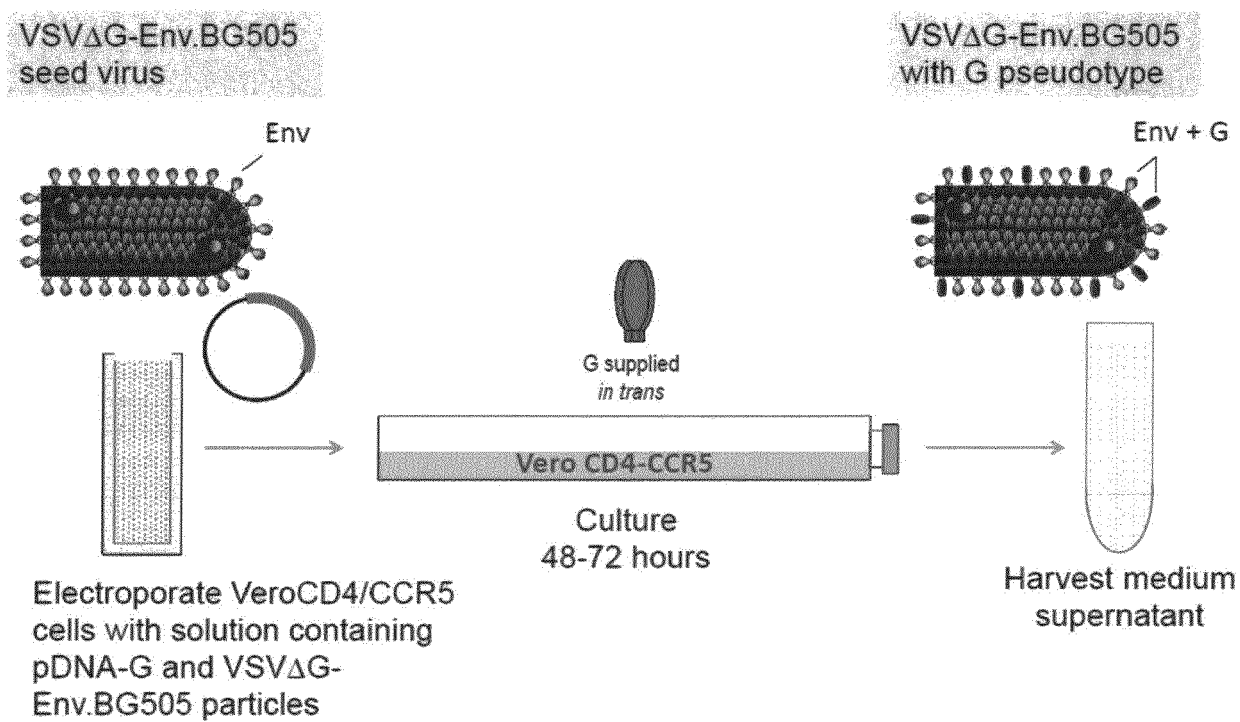 VSVΔG-Env.BG505
seed virus
Env
VSVΔG-Env.BG505
with G pseudotype
Env + G
G supplied
in trans
Vero CD4-CCR5
Culture
48-72 hours
Electroporate VeroCD4/CCR5
cells with solution containing
pDNA-G and VSVΔG-
Env.BG505 particles
Harvest medium
supernatant